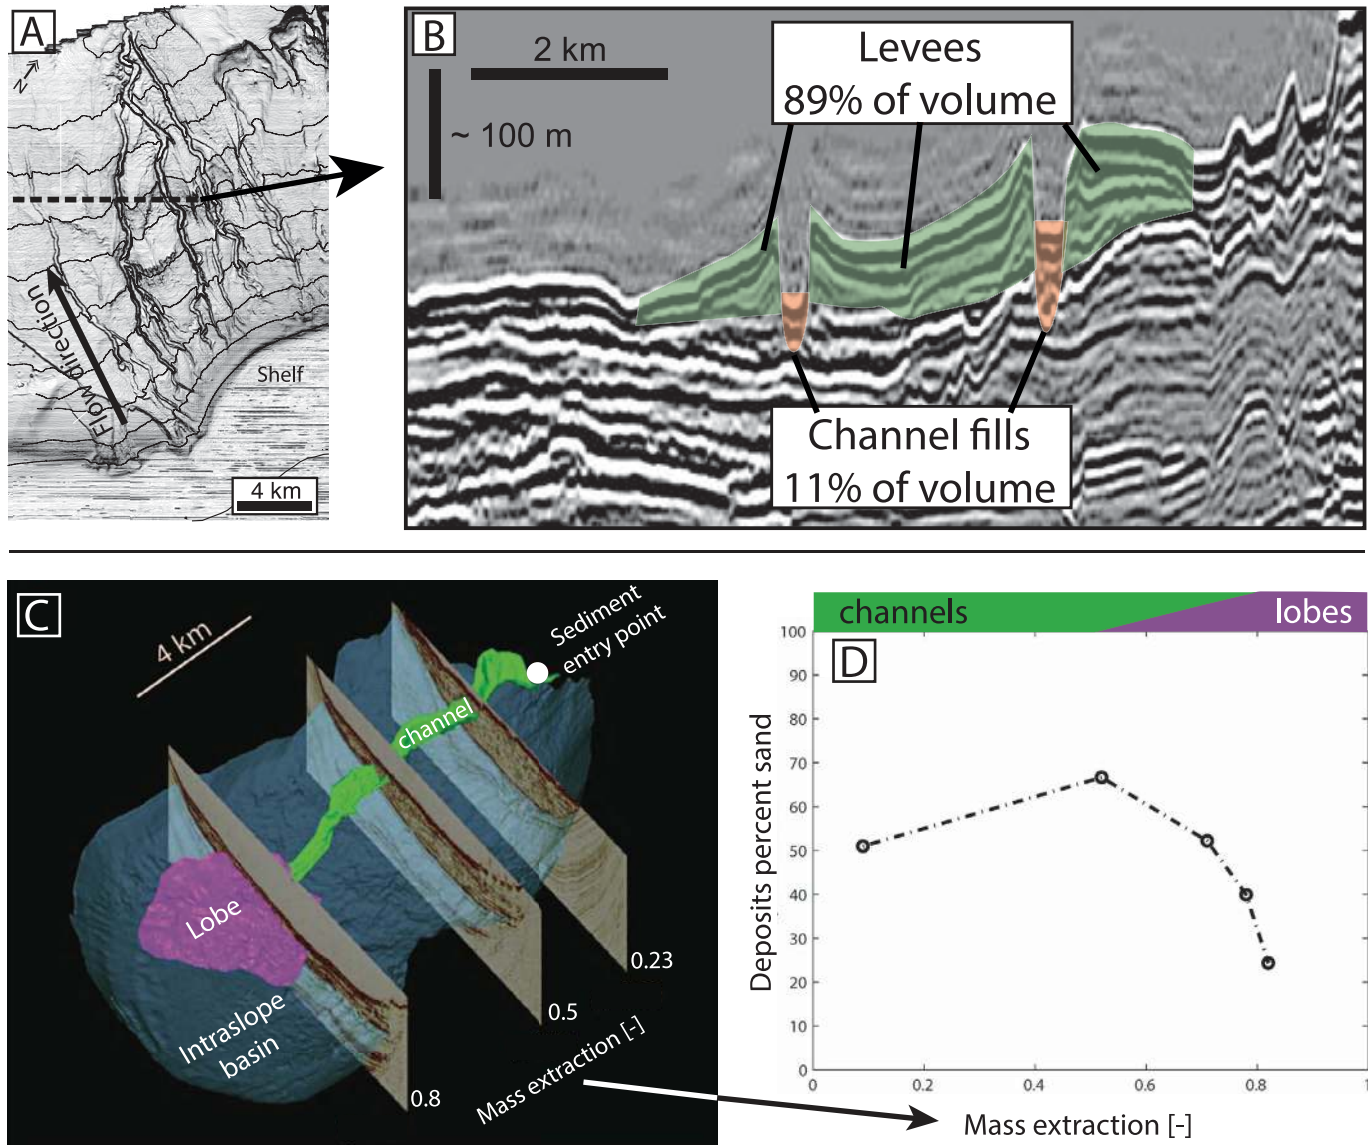 A
N
Flow direction
Shelf
4 km
B
2 km
~ 100 m
Levees
89% of volume
Channel fills
11% of volume
C
4 km
Sediment
entry point
channel
Lobe
Intraslope
basin
0.23
0.5
0.8
Mass extraction [-]
channels
lobes
D
Deposits percent sand
100
90
80
70
60
50
40
30
20
10
0
0
0.2
0.4
0.6
0.8
1
Mass extraction [-]